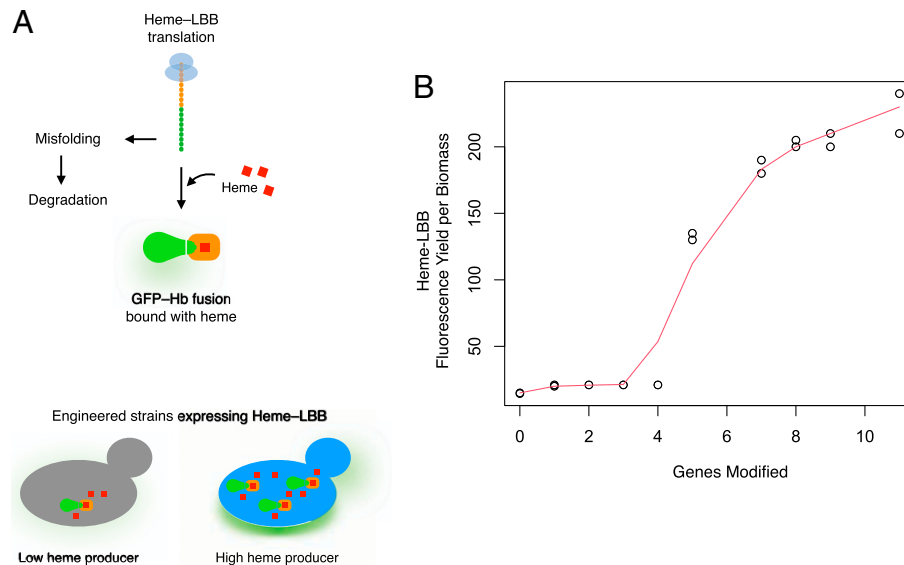 A
Heme–LBB
translation
Misfolding
Degradation
Heme
GFP–Hb fusion
bound with heme
Engineered strains expressing Heme–LBB
Low heme producer
High heme producer
B
Heme-LBB
Fluorescence Yield per Biomass
200
150
100
50
0 2 4 6 8 10
Genes Modified